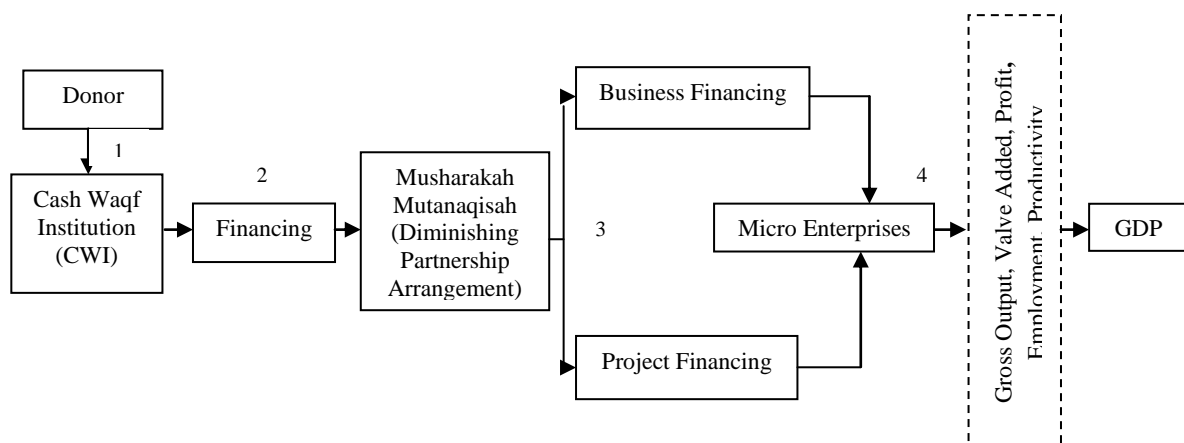 Donor
1
Cash Waqf
Institution
(CWI)
2
Financing
Musharakah
Mutanaqisah
(Diminishing
Partnership
Arrangement)
3
Business Financing
Project Financing
4
Micro Enterprises
Gross Output, Valve Added, Profit,
Employment, Productivity
GDP